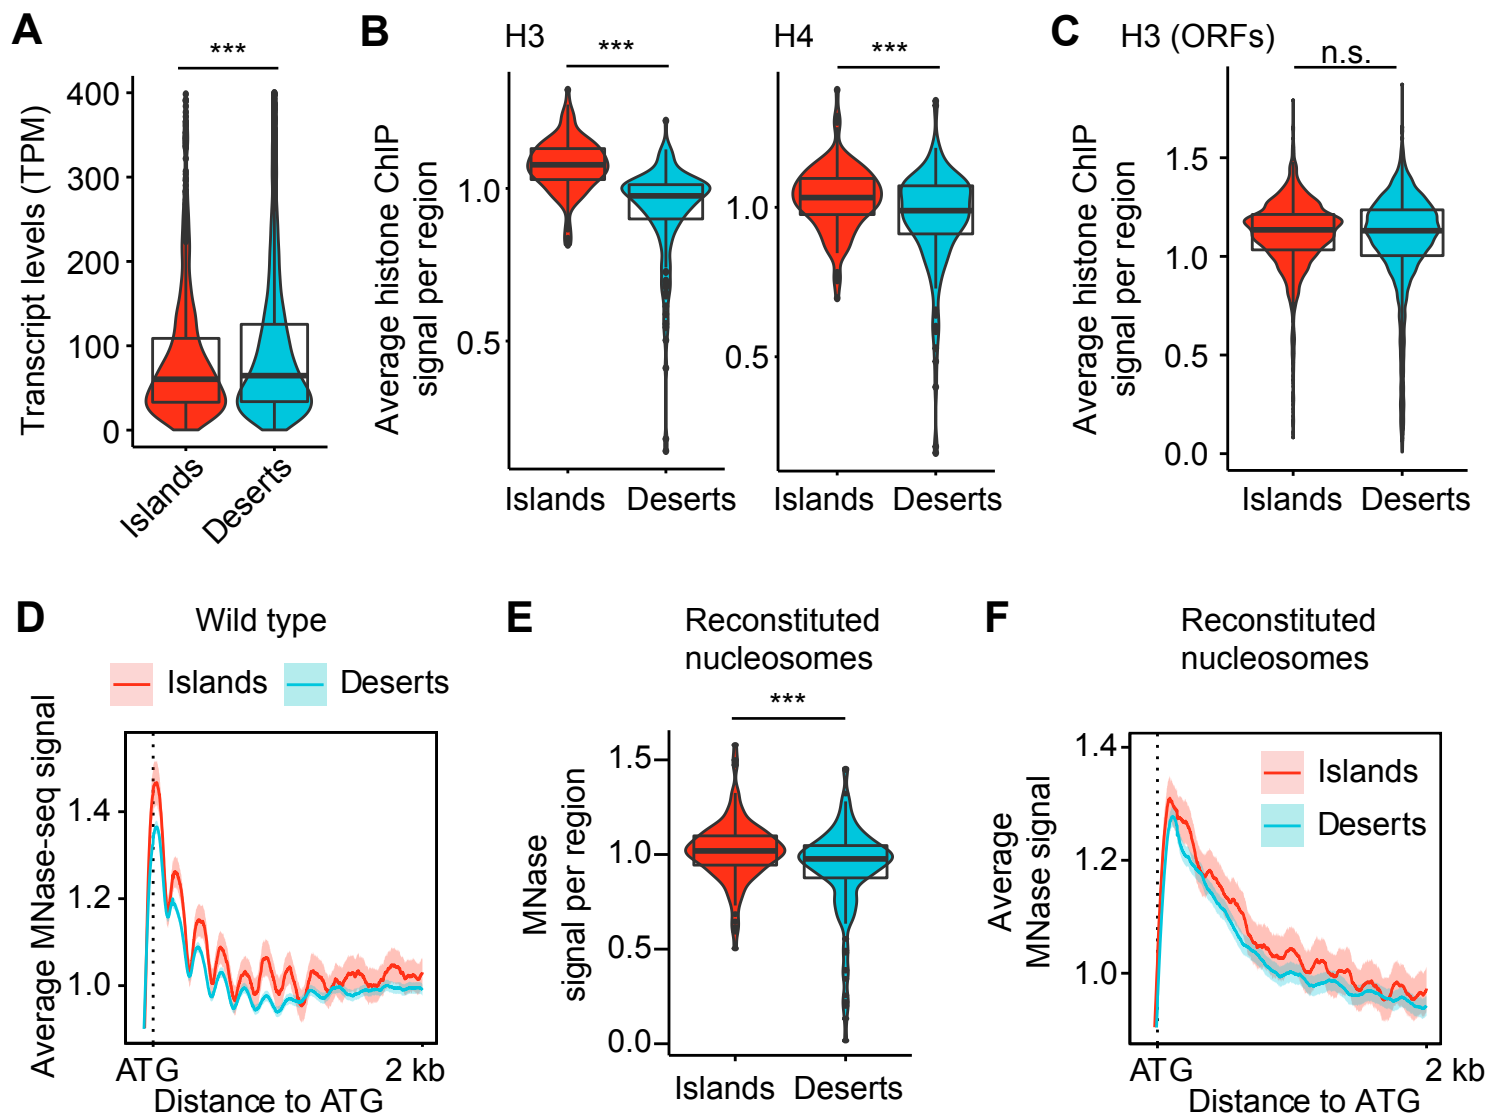 A
***
Transcript levels (TPM)
400
300
200
100
0
Islands
Deserts
B
H3
***
Average histone ChIP
signal per region
1.0
0.5
Islands
Deserts
H4
***
1.0
0.5
Islands
Deserts
C
H3 (ORFs)
n.s.
Average histone ChIP
signal per region
1.5
1.0
0.5
0.0
Islands
Deserts
D
Wild type
Islands
Deserts
Average MNase-seq signal
1.4
1.2
1.0
ATG
2 kb
Distance to ATG
E
Reconstituted
nucleosomes
***
MNase
signal per region
1.5
1.0
0.5
0.0
Islands
Deserts
F
Reconstituted
nucleosomes
Islands
Deserts
Average
MNase signal
1.4
1.2
1.0
ATG
2 kb
Distance to ATG